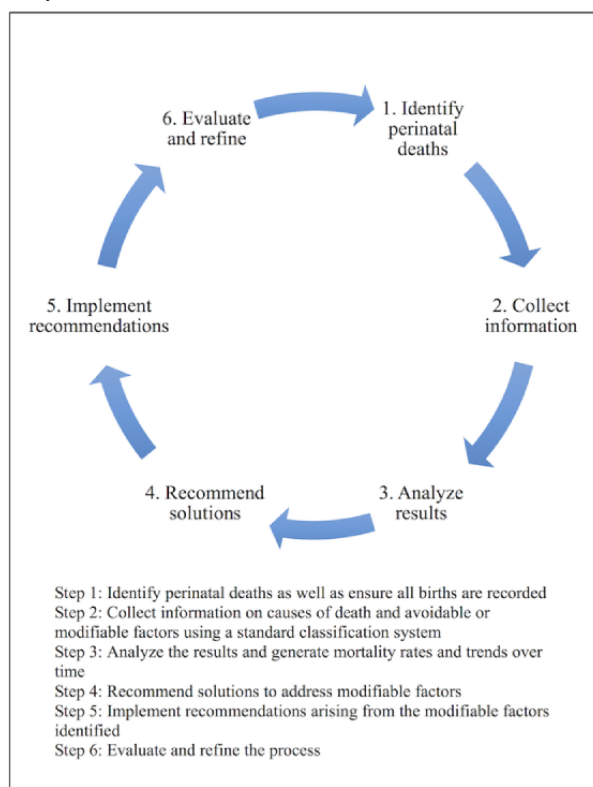 1. Identify
perinatal
deaths
2. Collect
information
3. Analyze
results
4. Recommend
solutions
5. Implement
recommendations
6. Evaluate
and refine
Step 1: Identify perinatal deaths as well as ensure all births are recorded
Step 2: Collect information on causes of death and avoidable or
modifiable factors using a standard classification system
Step 3: Analyze the results and generate mortality rates and trends over
time
Step 4: Recommend solutions to address modifiable factors
Step 5: Implement recommendations arising from the modifiable factors
identified
Step 6: Evaluate and refine the process